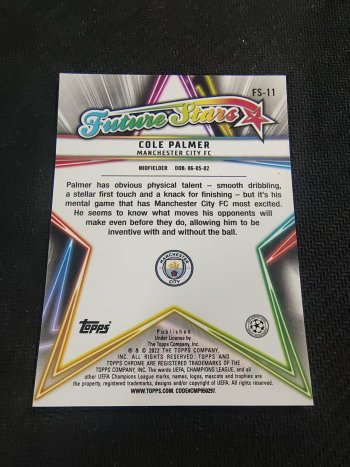 FS-11
Future Stars
COLE PALMER
MANCHESTER CITY FC
MIDFIELDER DOB: 06-05-02
Palmer has obvious physical talent – smooth dribbling,
a stellar first touch and a knack for finishing – but it's his
mental game that has Manchester City FC most excited.
He seems to know what moves his opponents will
make even before they do, allowing him to be
inventive with and without the ball.
MANCHESTER
CITY
Topps
Published
Under License by
The Topps Company, Inc
® & © 2022 THE TOPPS COMPANY,
INC. ALL RIGHTS RESERVED. TOPPS AND
TOPPS CHROME ARE REGISTERED TRADEMARKS OF THE
TOPPS COMPANY, INC. The words UEFA CHAMPIONS LEAGUE, and all
other UEFA Champions League marks, names, logos, mascots and trophies are
the property, registered trademarks, designs and/or copyright of UEFA. All rights reserved.
WWW.TOPPS.COM. CODE#CMP050297.